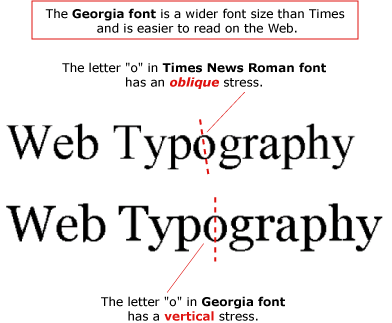 The Georgia font is a wider font size than Times
and is easier to read on the Web.
The letter "o" in Times News Roman font
has an oblique stress.
Web Typography
Web Typography
The letter "o" in Georgia font
has a vertical stress.